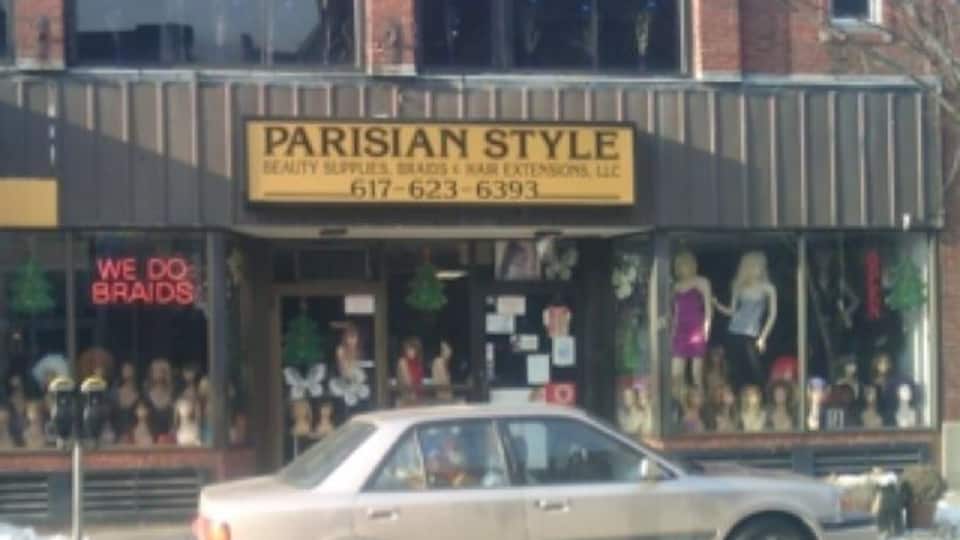 PARISIAN STYLE
BEAUTY SUPPLIES, BRAIDS & HAIR EXTENSIONS, LLC
617-623-6393
WE DO
BRAIDS